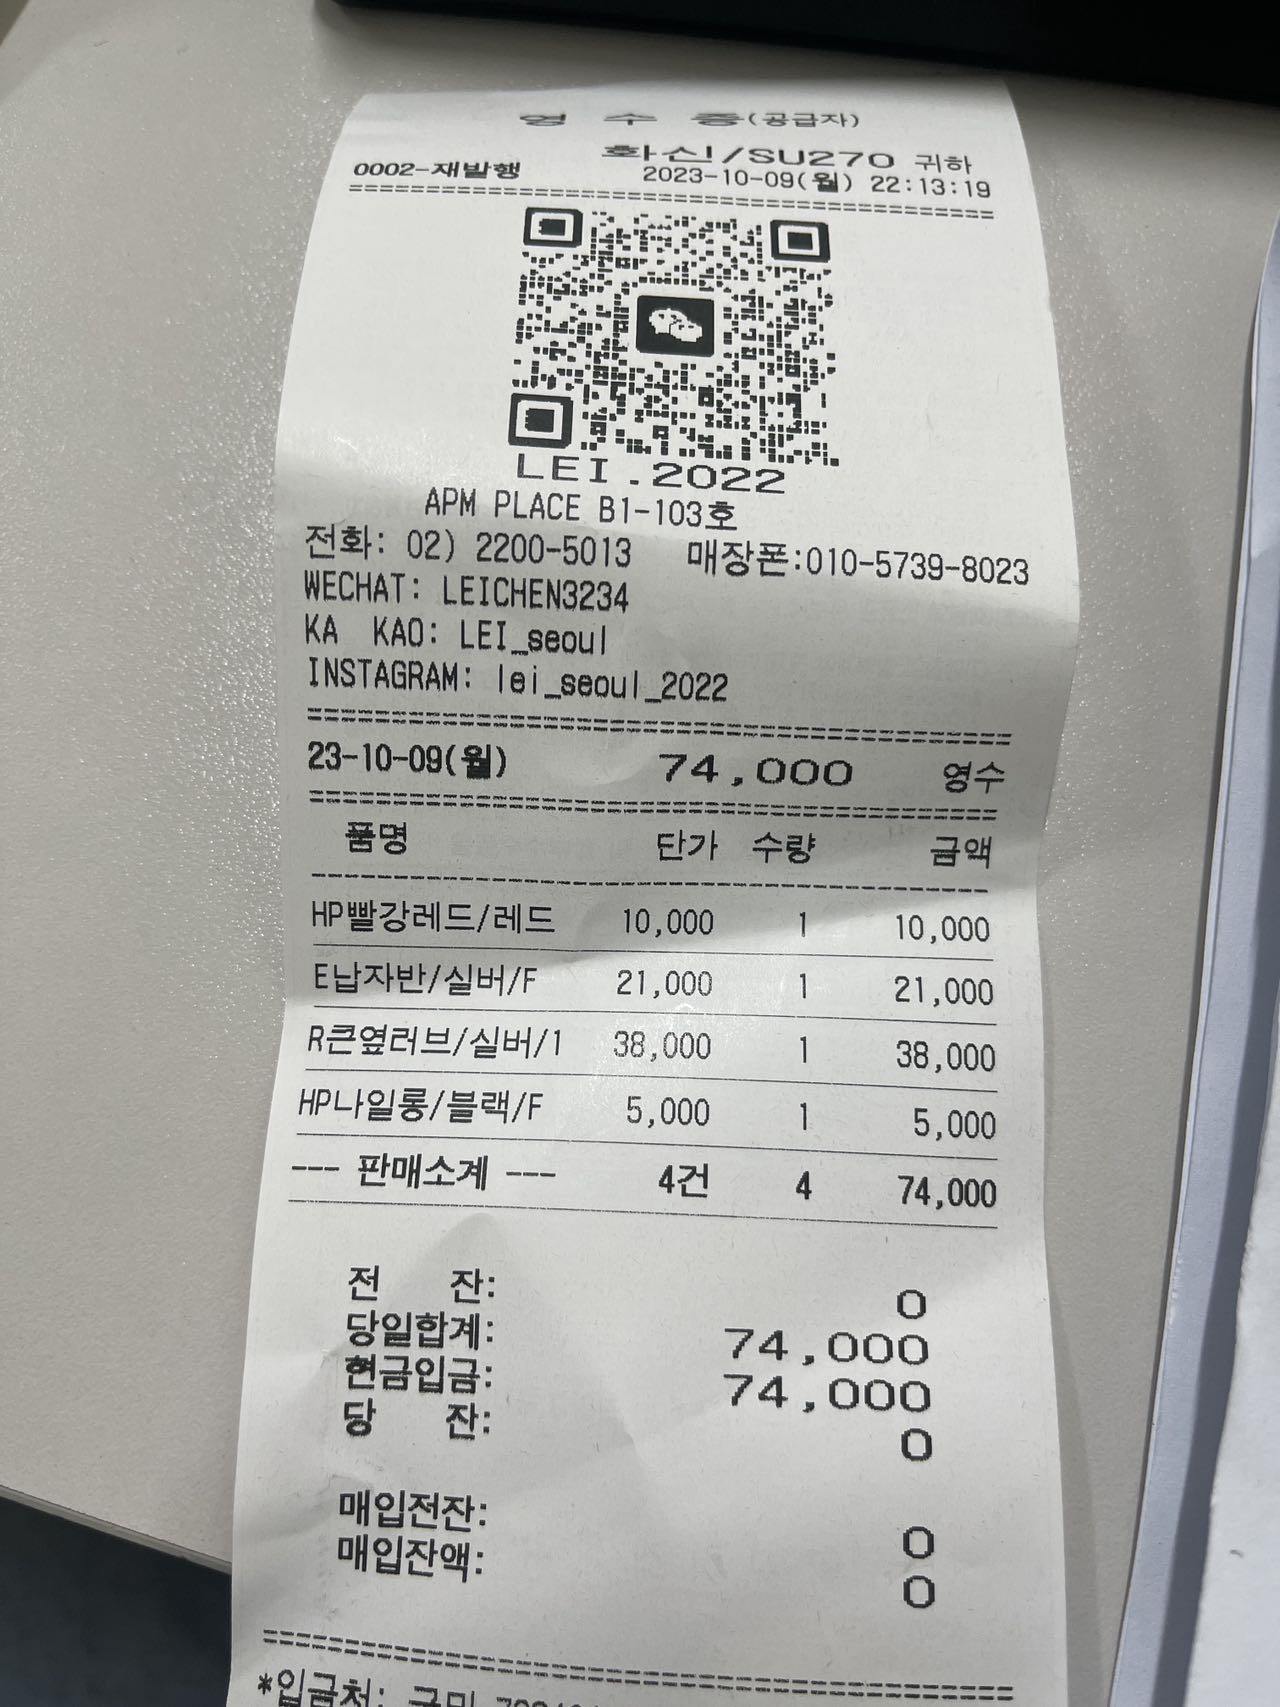 영 수 증(공급자)
화신/SU270 귀하
0002-재발행 2023-10-09(월) 22:13:19
LEI.2022
APM PLACE B1-103호
전화: 02) 2200-5013 매장폰:010-5739-8023
WECHAT: LEICHEN3234
KA KAO: LEI_seoul
INSTAGRAM: lei_seoul_2022
23-10-09(월) 74,000 영수
품명 단가 수량 금액
HP빨강레드/레드 10,000 1 10,000
E납자반/실버/F 21,000 1 21,000
R큰옆러브/실버/1 38,000 1 38,000
HP나일롱/블랙/F 5,000 1 5,000
--- 판매소계 --- 4건 4 74,000
전 잔: 0
당일합계: 74,000
현금입금: 74,000
당 잔: 0
매입전잔: 0
매입잔액: 0
*입금처: 국민